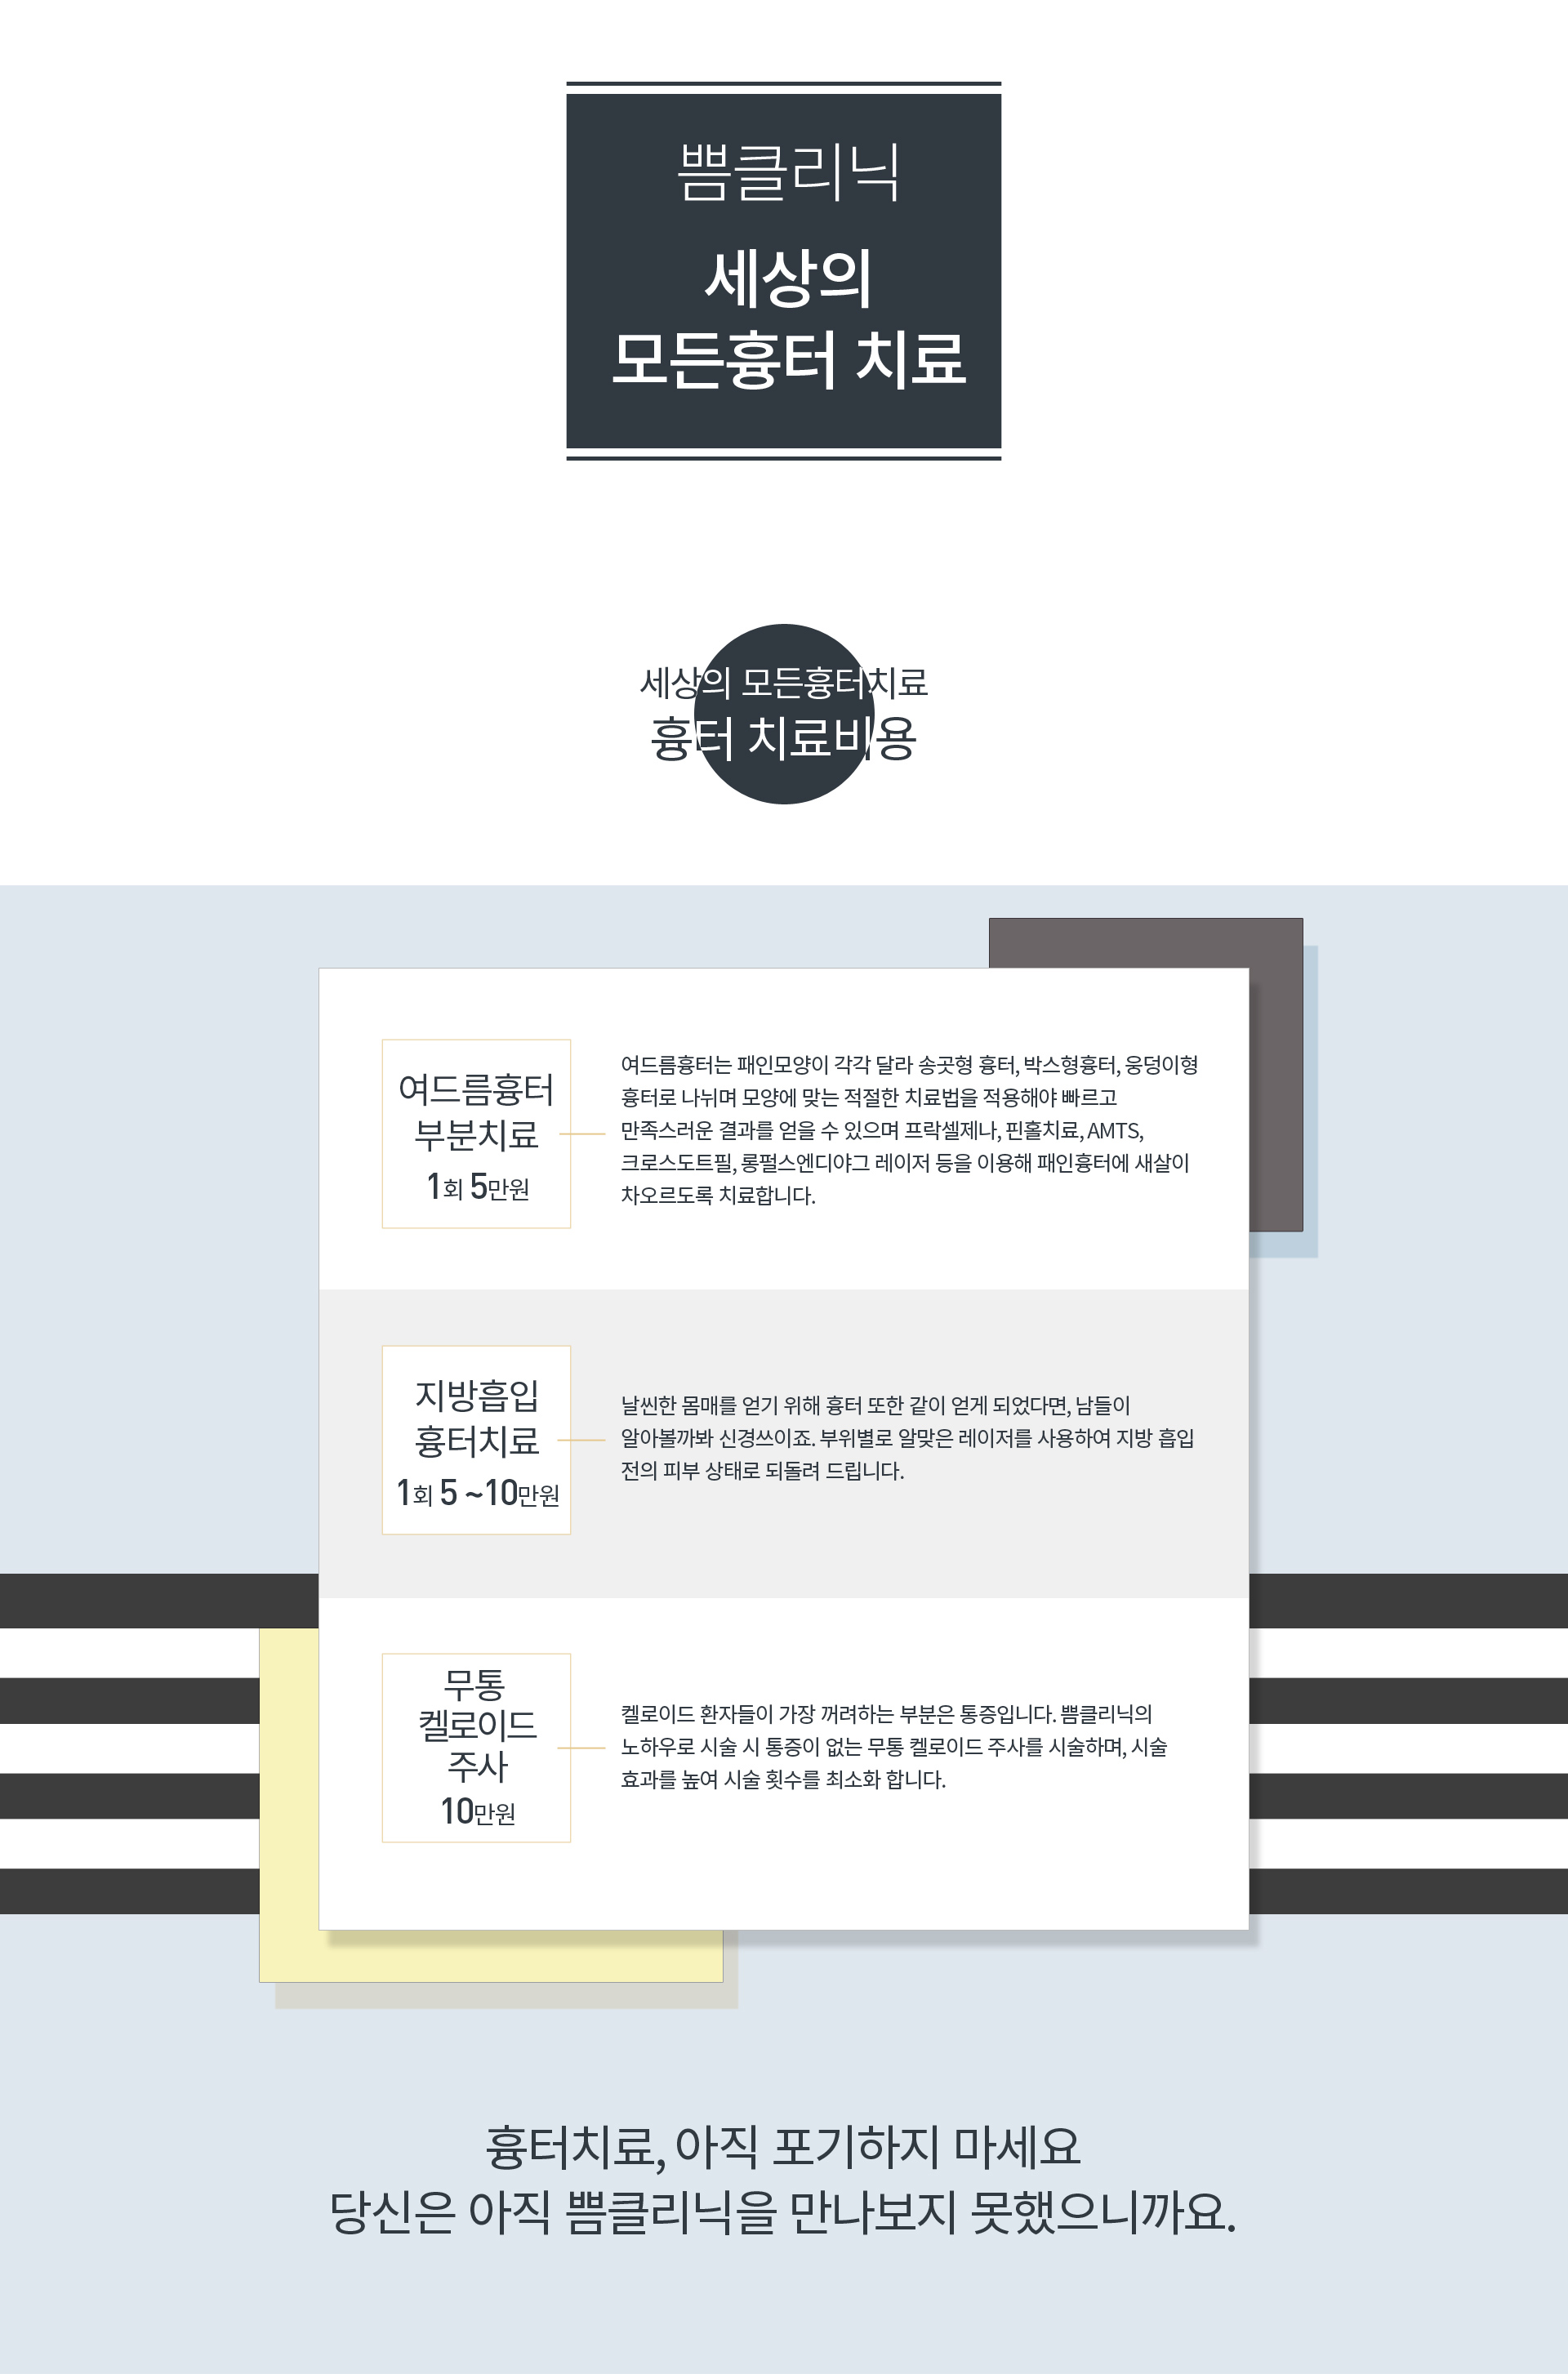 쁨클리닉
세상의
모든흉터 치료
세상의 모든흉터치료
흉터 치료비용
여드름흉터
부분치료
1회 5만원
여드름흉터는 패인모양이 각각 달라 송곳형 흉터, 박스형흉터, 웅덩이형
흉터로 나뉘며 모양에 맞는 적절한 치료법을 적용해야 빠르고
만족스러운 결과를 얻을 수 있으며 프락셀제나, 핀홀치료, AMTS,
크로스도트필, 롱펄스엔디야그 레이저 등을 이용해 패인흉터에 새살이
차오르도록 치료합니다.
지방흡입
흉터치료
1회 5 ~10만원
날씬한 몸매를 얻기 위해 흉터 또한 같이 얻게 되었다면, 남들이
알아볼까봐 신경쓰이죠. 부위별로 알맞은 레이저를 사용하여 지방 흡입
전의 피부 상태로 되돌려 드립니다.
무통
켈로이드
주사
10만원
켈로이드 환자들이 가장 꺼려하는 부분은 통증입니다. 쁨클리닉의
노하우로 시술 시 통증이 없는 무통 켈로이드 주사를 시술하며, 시술
효과를 높여 시술 횟수를 최소화 합니다.
흉터치료, 아직 포기하지 마세요
당신은 아직 쁨클리닉을 만나보지 못했으니까요.